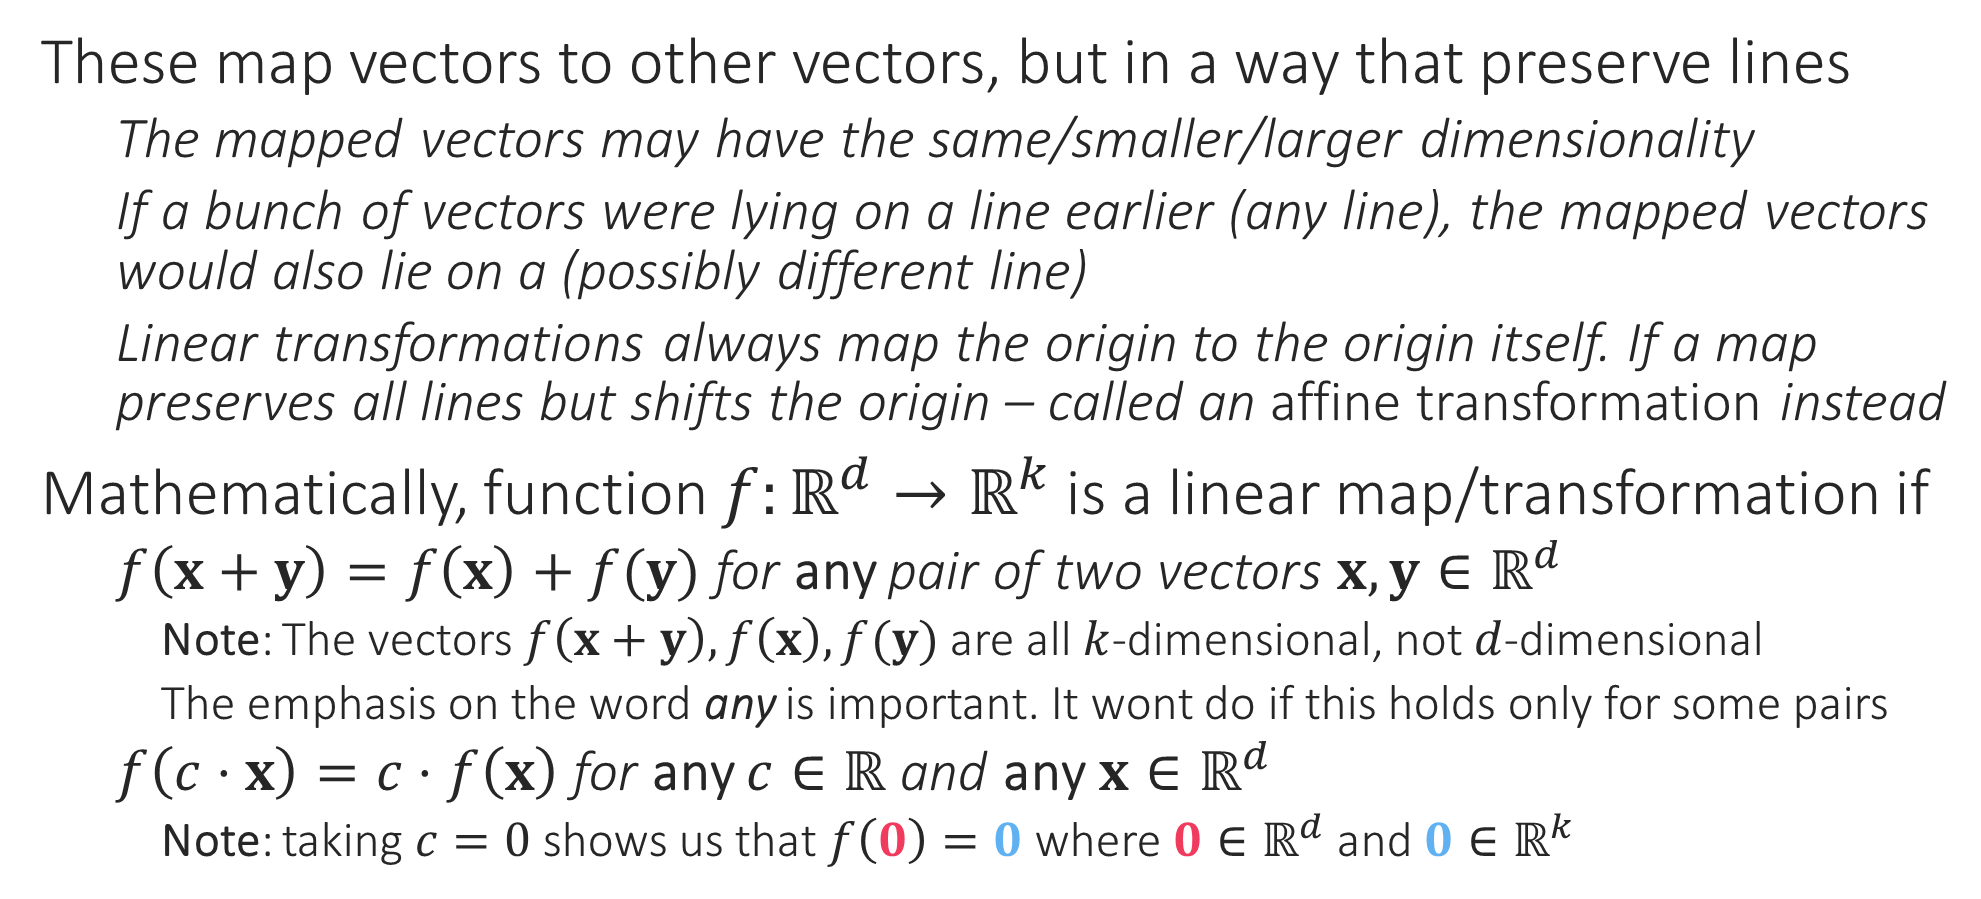 These map vectors to other vectors, but in a way that preserve lines
The mapped vectors may have the same/smaller/larger dimensionality
If a bunch of vectors were lying on a line earlier (any line), the mapped vectors
would also lie on a (possibly different line)
Linear transformations always map the origin to the origin itself. If a map
preserves all lines but shifts the origin – called an affine transformation instead
Mathematically, function 𝑓: ℝᵈ → ℝᵏ is a linear map/transformation if
𝑓(𝐱 + 𝐲) = 𝑓(𝐱) + 𝑓(𝐲) for any pair of two vectors 𝐱, 𝐲 ∈ ℝᵈ
Note: The vectors 𝑓(𝐱 + 𝐲), 𝑓(𝐱), 𝑓(𝐲) are all 𝑘-dimensional, not 𝑑-dimensional
The emphasis on the word any is important. It wont do if this holds only for some pairs
𝑓(𝑐 · 𝐱) = 𝑐 · 𝑓(𝐱) for any 𝑐 ∈ ℝ and any 𝐱 ∈ ℝᵈ
Note: taking 𝑐 = 0 shows us that 𝑓(𝟎) = 𝟎 where 𝟎 ∈ ℝᵈ and 𝟎 ∈ ℝᵏ